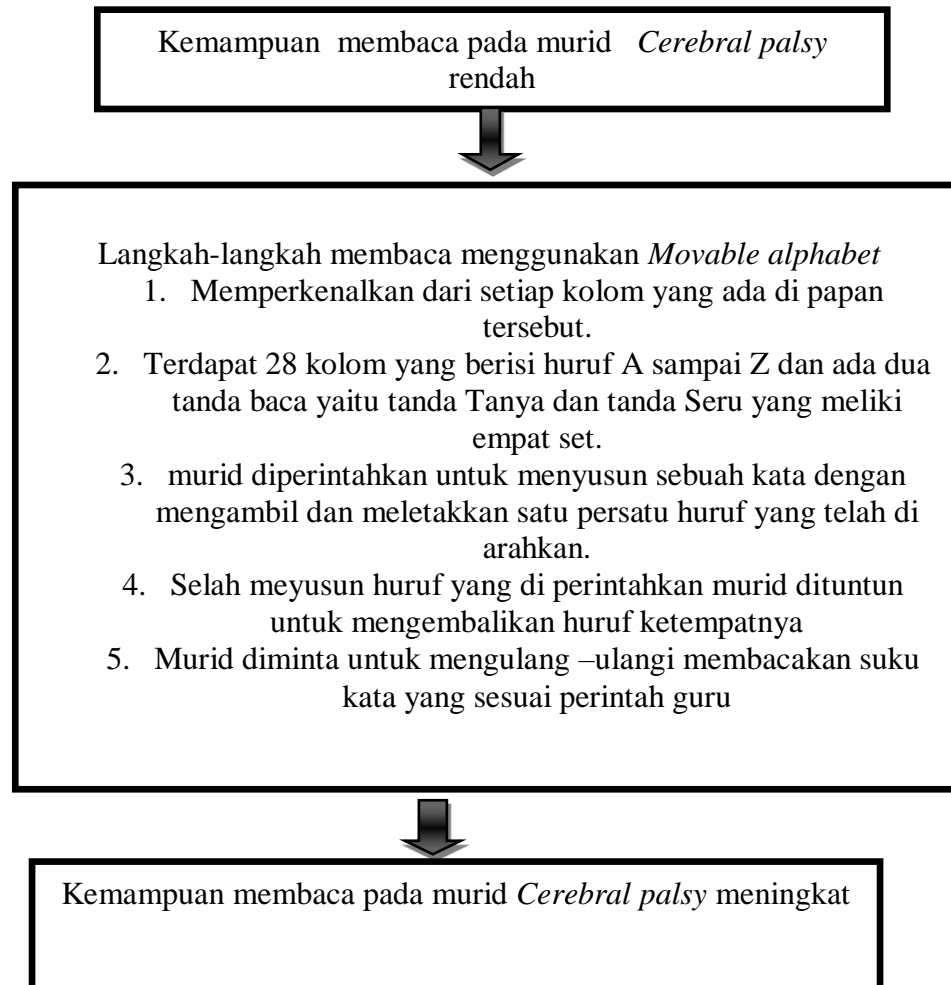 Kemampuan membaca pada murid Cerebral palsy
rendah
Langkah-langkah membaca menggunakan Movable alphabet
1. Memperkenalkan dari setiap kolom yang ada di papan
tersebut.
2. Terdapat 28 kolom yang berisi huruf A sampai Z dan ada dua
tanda baca yaitu tanda Tanya dan tanda Seru yang meliki
empat set.
3. murid diperintahkan untuk menyusun sebuah kata dengan
mengambil dan meletakkan satu persatu huruf yang telah di
arahkan.
4. Selah meyusun huruf yang di perintahkan murid dituntun
untuk mengembalikan huruf ketempatnya
5. Murid diminta untuk mengulang –ulangi membacakan suku
kata yang sesuai perintah guru
Kemampuan membaca pada murid Cerebral palsy meningkat